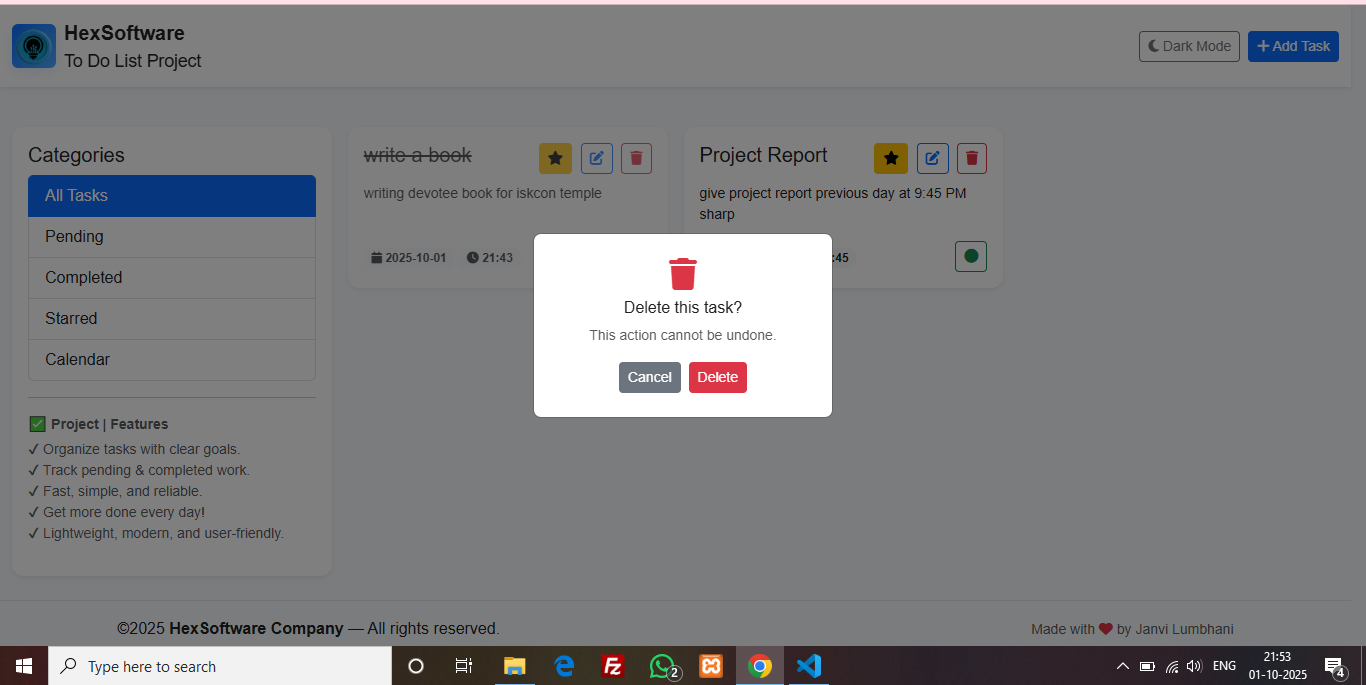 HexSoftware
To Do List Project
Dark Mode
Add Task
Categories
All Tasks
Pending
Completed
Starred
Calendar
✅ Project | Features
✓ Organize tasks with clear goals.
✓ Track pending & completed work.
✓ Fast, simple, and reliable.
✓ Get more done every day!
✓ Lightweight, modern, and user-friendly.
write a book
writing devotee book for iskcon temple
2025-10-01 21:43
Project Report
give project report previous day at 9:45 PM
sharp
:45
Delete this task?
This action cannot be undone.
Cancel Delete
©2025 HexSoftware Company — All rights reserved.
Made with ❤ by Janvi Lumbhani
Type here to search
2
ENG
21:53
01-10-2025
4